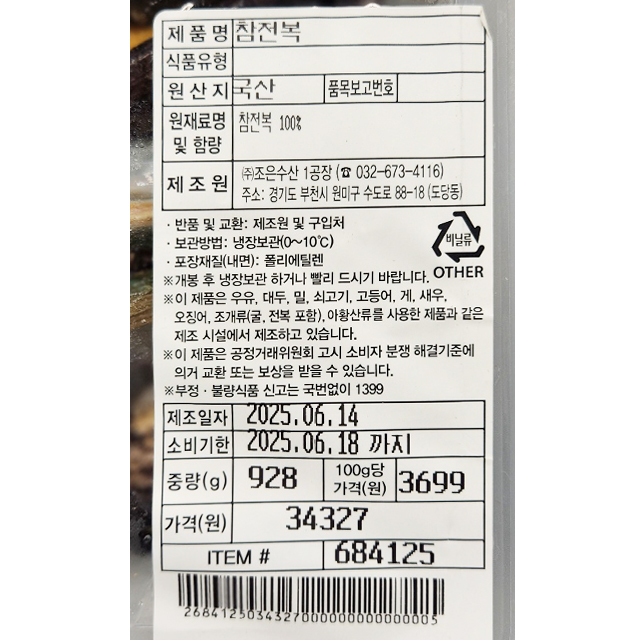 제 품 명 참전복
식품유형
원 산 지 국산 품목보고번호
원재료명 및 함량 참전복 100%
제 조 원 ㈜조은수산 1공장 (☎ 032-673-4116)
주소: 경기도 부천시 원미구 수도로 88-18 (도당동)
· 반품 및 교환: 제조원 및 구입처
· 보관방법: 냉장보관(0~10℃)
· 포장재질(내면): 폴리에틸렌
비닐류
OTHER
※개봉 후 냉장보관 하거나 빨리 드시기 바랍니다.
※이 제품은 우유, 대두, 밀, 쇠고기, 고등어, 게, 새우,
오징어, 조개류(굴, 전복 포함), 아황산류를 사용한 제품과 같은
제조 시설에서 제조하고 있습니다.
※이 제품은 공정거래위원회 고시 소비자 분쟁 해결기준에
의거 교환 또는 보상을 받을 수 있습니다.
※부정 · 불량식품 신고는 국번없이 1399
제조일자 2025.06.14
소비기한 2025.06.18 까지
중량(g) 928 100g당 가격(원) 3699
가격(원) 34327
ITEM # 684125
2684125034327000000000000005